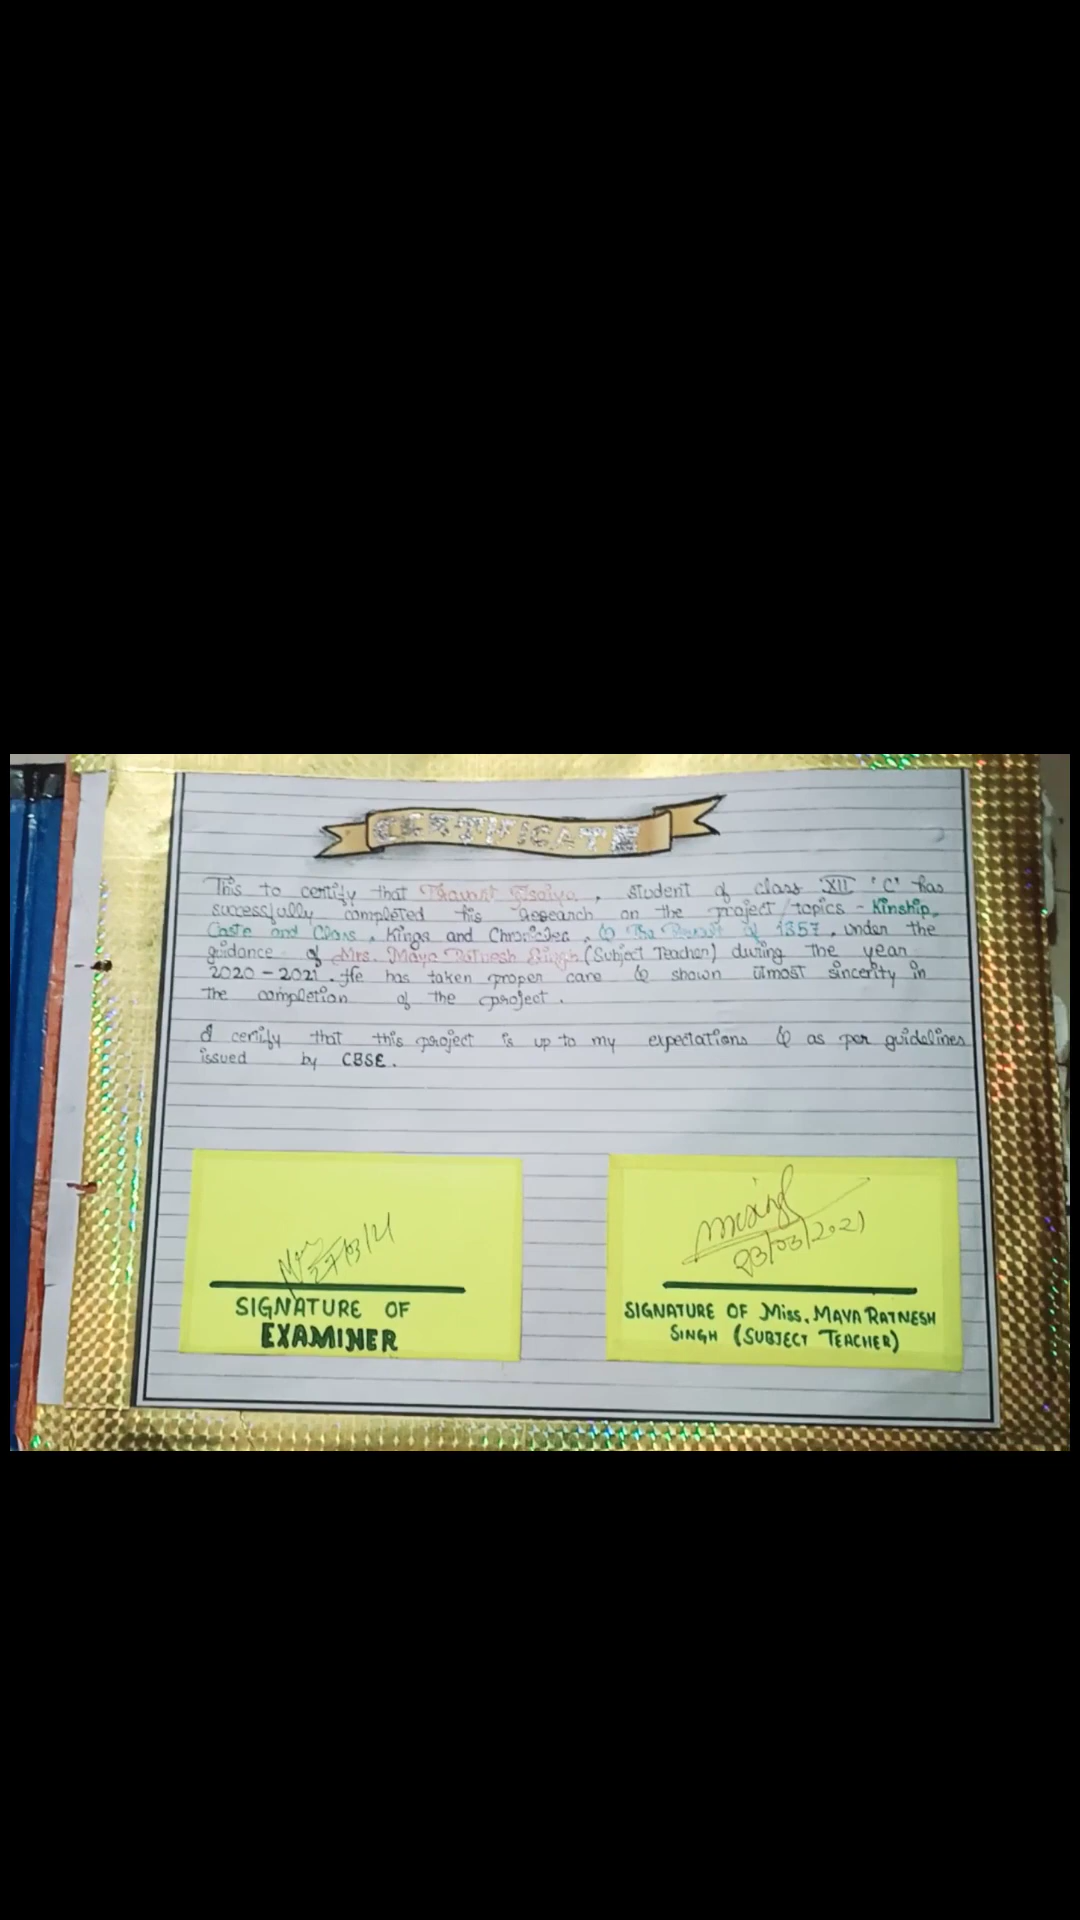 CERTIFICATE
This to certify that , student of class XII 'C' has
successfully completed his Research on the project/topics - Kinship,
Caste and Class, Kings and Chronicles, & The Revolt of 1857, under the
guidance of Mrs. Maya Ratnesh Singh (Subject Teacher) during the year
2020-2021. He has taken proper care & shown utmost sincerity in
the completion of the project.
I certify that this project is up to my expectations & as per guidelines
issued by CBSE.
27/03/21
SIGNATURE OF
EXAMINER
23/03/2021
SIGNATURE OF Miss. MAYA RATNESH
SINGH (SUBJECT TEACHER)